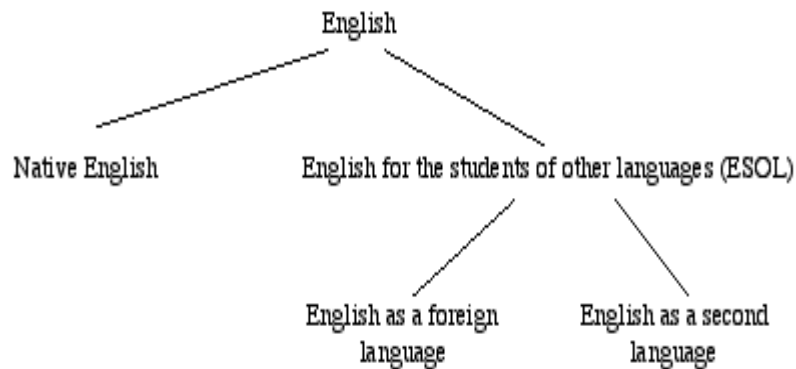 English
Native English
English for the students of other languages (ESOL)
English as a foreign
language
English as a second
language